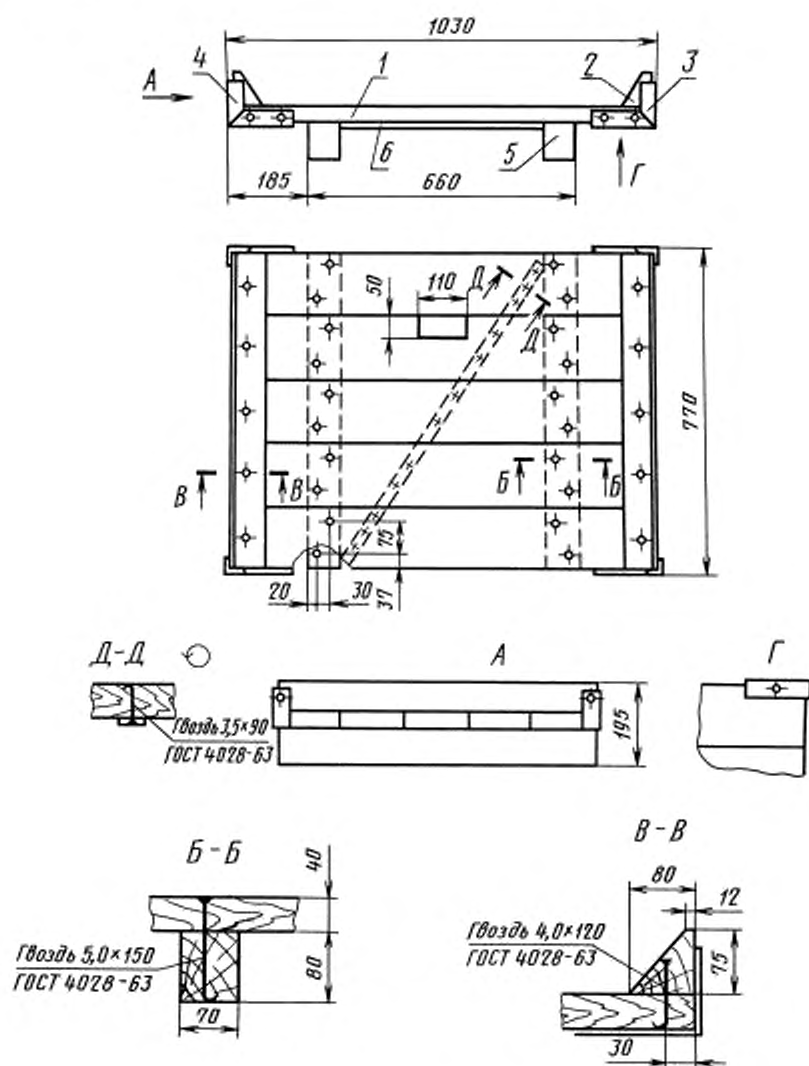 1030
4
1
2
3
А
6
5
Г
185
660
50
110
Д
Д
770
В
В
Б
Б
75
20
30
37
Д-Д
А
Г
Гвоздь 3,5×90
ГОСТ 4028-63
195
Б-Б
40
Гвоздь 5,0×150
ГОСТ 4028-63
80
70
В-В
80
12
Гвоздь 4,0×120
ГОСТ 4028-63
75
30